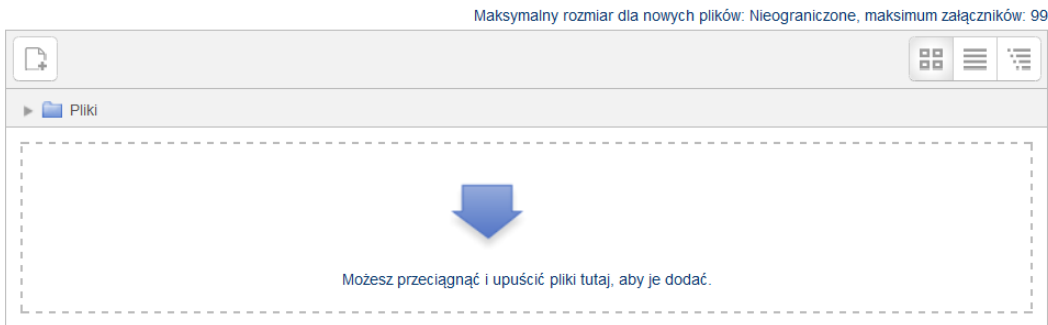 Maksymalny rozmiar dla nowych plików: Nieograniczone, maksimum załączników: 99
Pliki
Możesz przeciągnąć i upuścić pliki tutaj, aby je dodać.